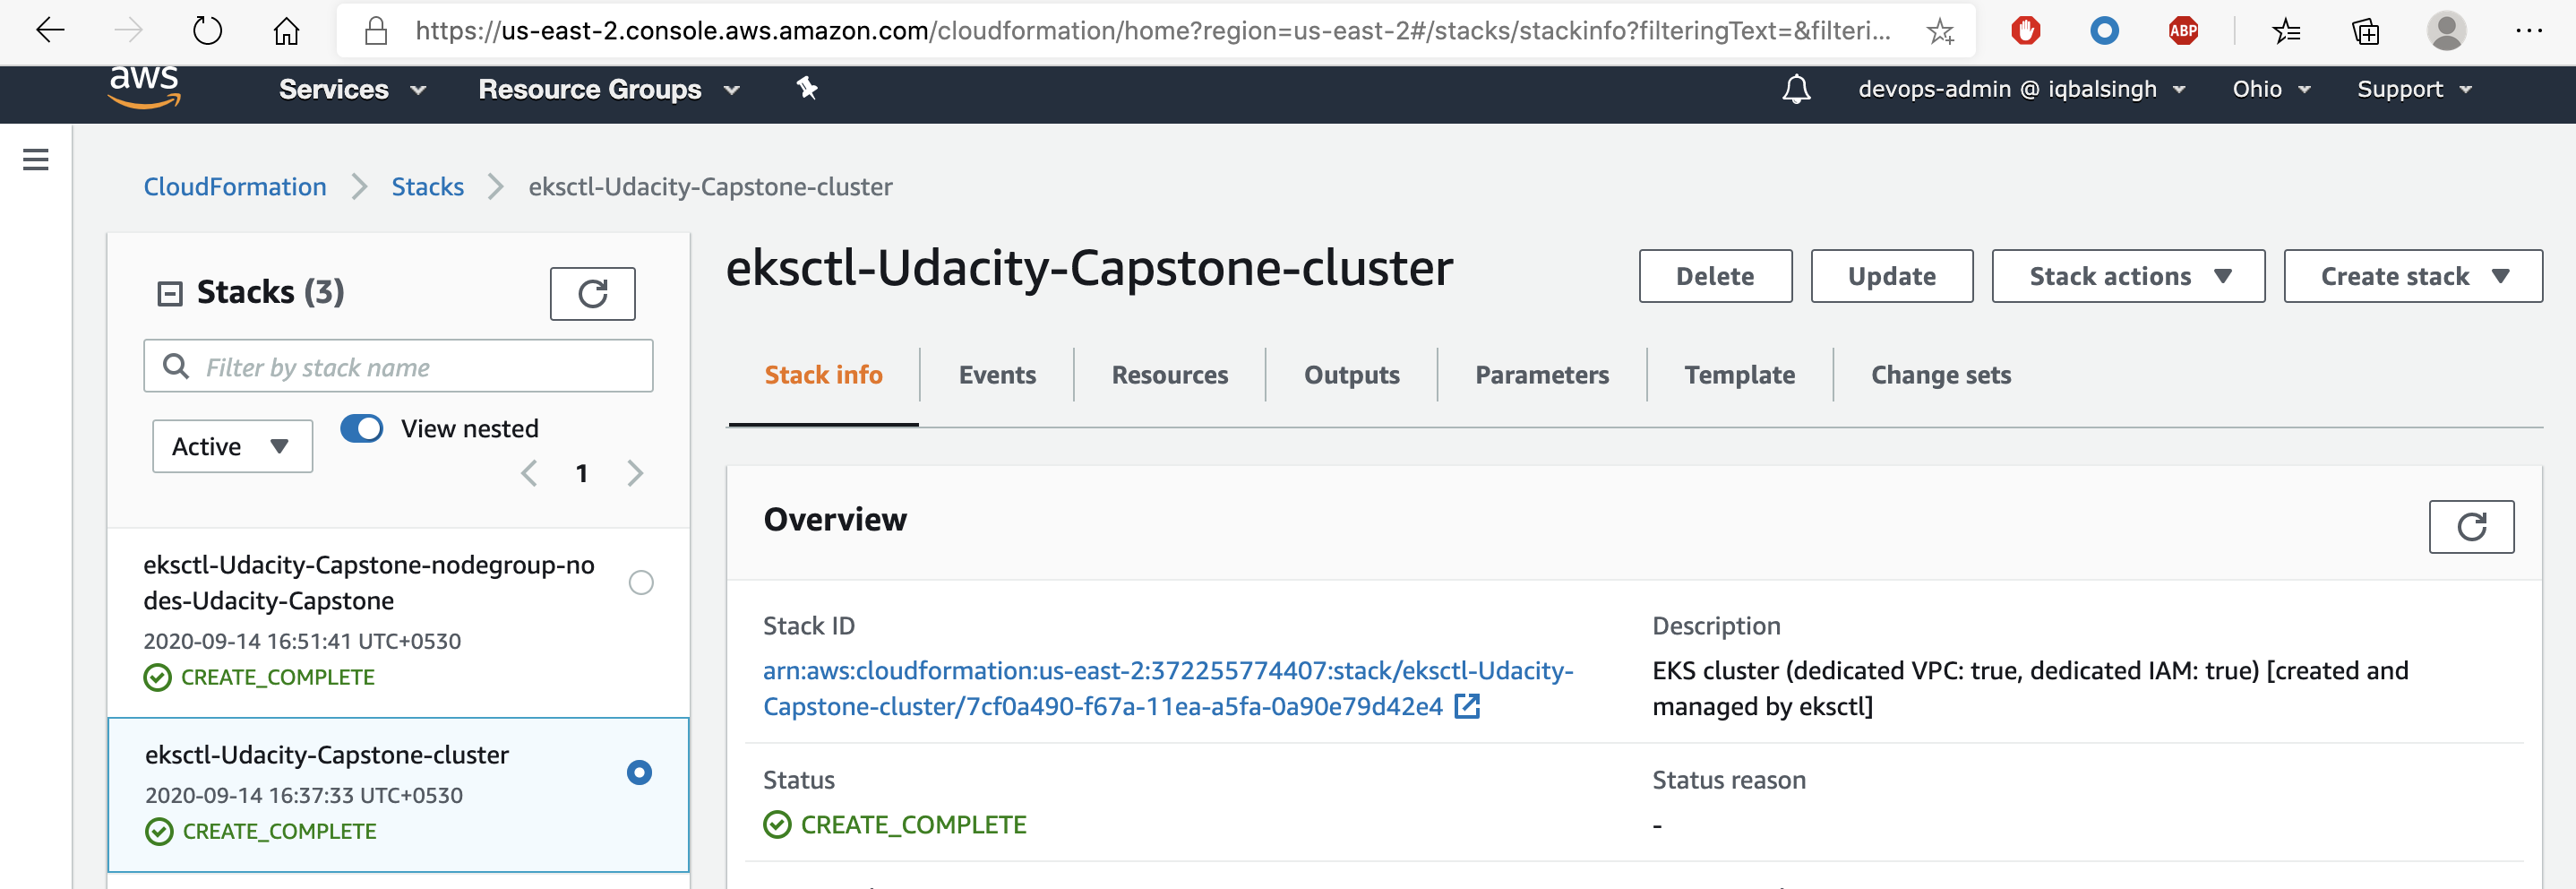 https://us-east-2.console.aws.amazon.com/cloudformation/home?region=us-east-2#/stacks/stackinfo?filteringText=&filteri...
ABP
aws
Services
Resource Groups
devops-admin @ iqbalsingh
Ohio
Support
CloudFormation
Stacks
eksctl-Udacity-Capstone-cluster
Stacks (3)
Filter by stack name
Active
View nested
1
eksctl-Udacity-Capstone-nodegroup-no
des-Udacity-Capstone
2020-09-14 16:51:41 UTC+0530
CREATE_COMPLETE
eksctl-Udacity-Capstone-cluster
2020-09-14 16:37:33 UTC+0530
CREATE_COMPLETE
eksctl-Udacity-Capstone-cluster
Delete
Update
Stack actions
Create stack
Stack info
Events
Resources
Outputs
Parameters
Template
Change sets
Overview
Stack ID
arn:aws:cloudformation:us-east-2:372255774407:stack/eksctl-Udacity-
Capstone-cluster/7cf0a490-f67a-11ea-a5fa-0a90e79d42e4
Description
EKS cluster (dedicated VPC: true, dedicated IAM: true) [created and
managed by eksctl]
Status
CREATE_COMPLETE
Status reason
-